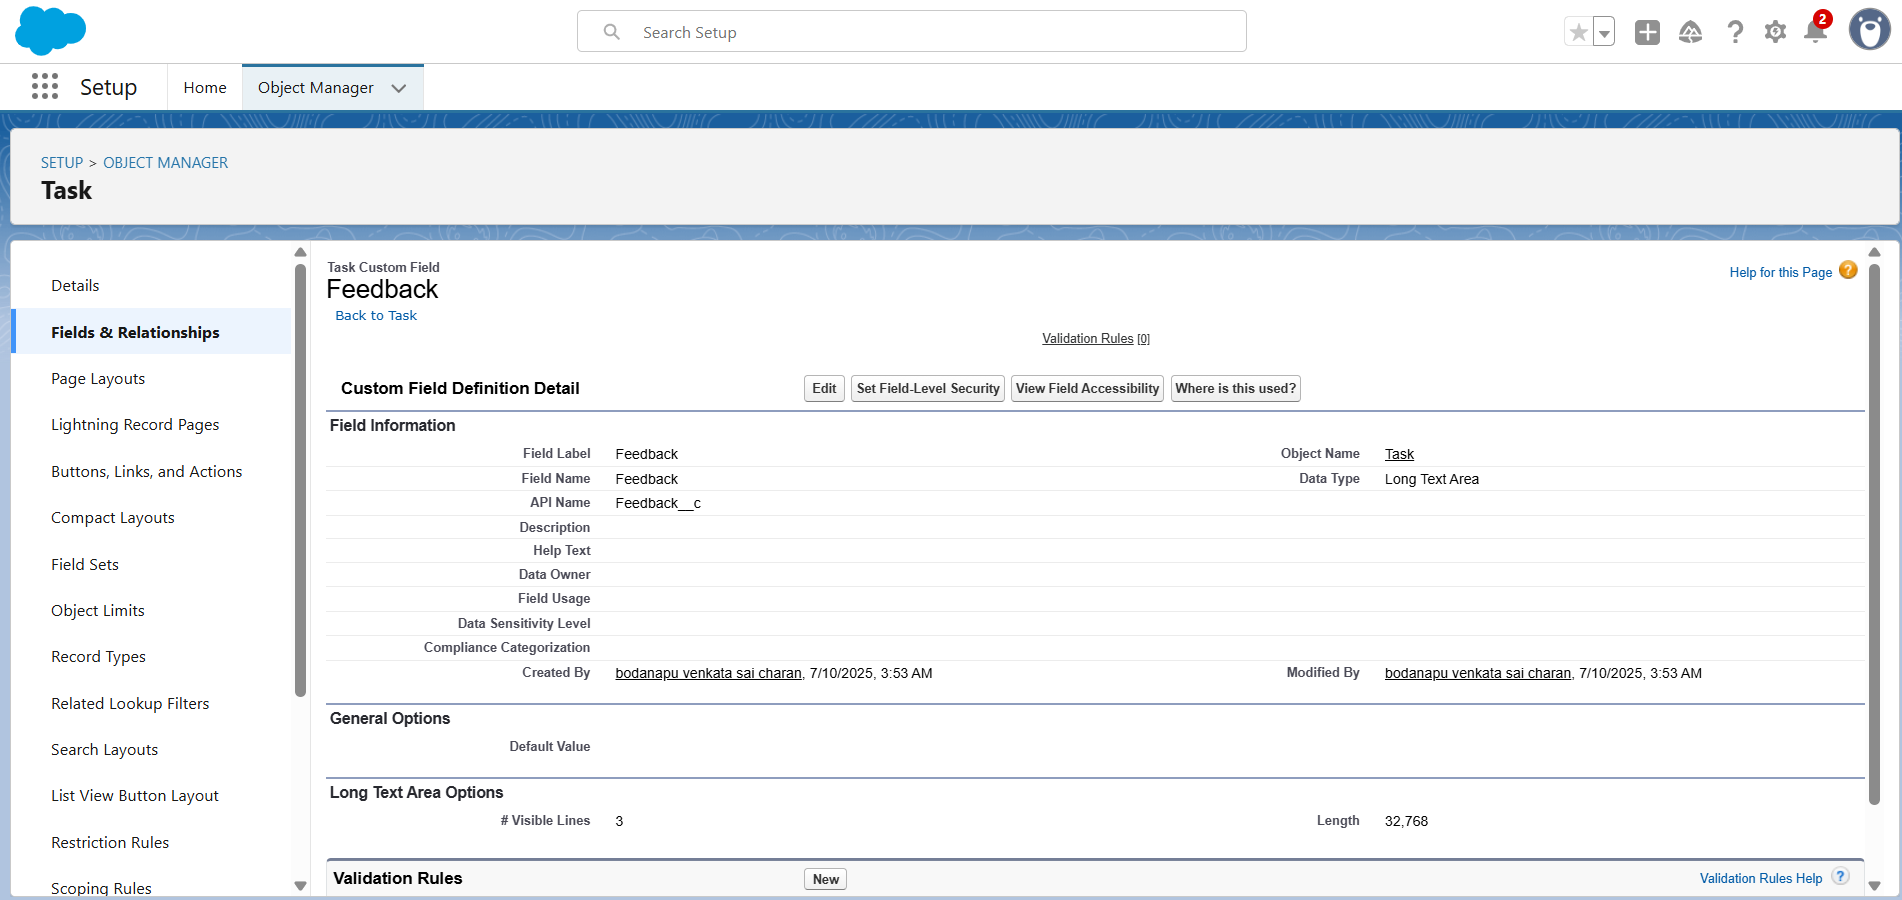 Search Setup
2
Setup
Home
Object Manager
SETUP > OBJECT MANAGER
Task
Details
Fields & Relationships
Page Layouts
Lightning Record Pages
Buttons, Links, and Actions
Compact Layouts
Field Sets
Object Limits
Record Types
Related Lookup Filters
Search Layouts
List View Button Layout
Restriction Rules
Scoping Rules
Task Custom Field
Feedback
Back to Task
Help for this Page ?
Validation Rules [0]
Custom Field Definition Detail Edit Set Field-Level Security View Field Accessibility Where is this used?
Field Information
Field Label Feedback Object Name Task
Field Name Feedback Data Type Long Text Area
API Name Feedback__c
Description
Help Text
Data Owner
Field Usage
Data Sensitivity Level
Compliance Categorization
Created By bodanapu venkata sai charan, 7/10/2025, 3:53 AM Modified By bodanapu venkata sai charan, 7/10/2025, 3:53 AM
General Options
Default Value
Long Text Area Options
# Visible Lines 3 Length 32,768
Validation Rules New Validation Rules Help ?